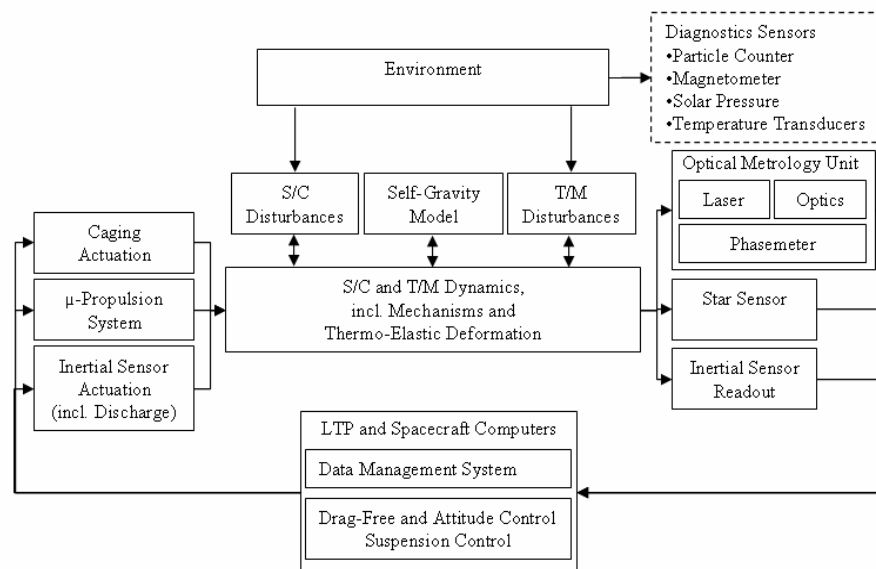 Environment
Diagnostics Sensors
•Particle Counter
•Magnetometer
•Solar Pressure
•Temperature Transducers
S/C
Disturbances
Self-Gravity
Model
T/M
Disturbances
Optical Metrology Unit
Laser
Optics
Phasemeter
Caging
Actuation
µ-Propulsion
System
Inertial Sensor
Actuation
(incl. Discharge)
S/C and T/M Dynamics,
incl. Mechanisms and
Thermo-Elastic Deformation
Star Sensor
Inertial Sensor
Readout
LTP and Spacecraft Computers
Data Management System
Drag-Free and Attitude Control
Suspension Control